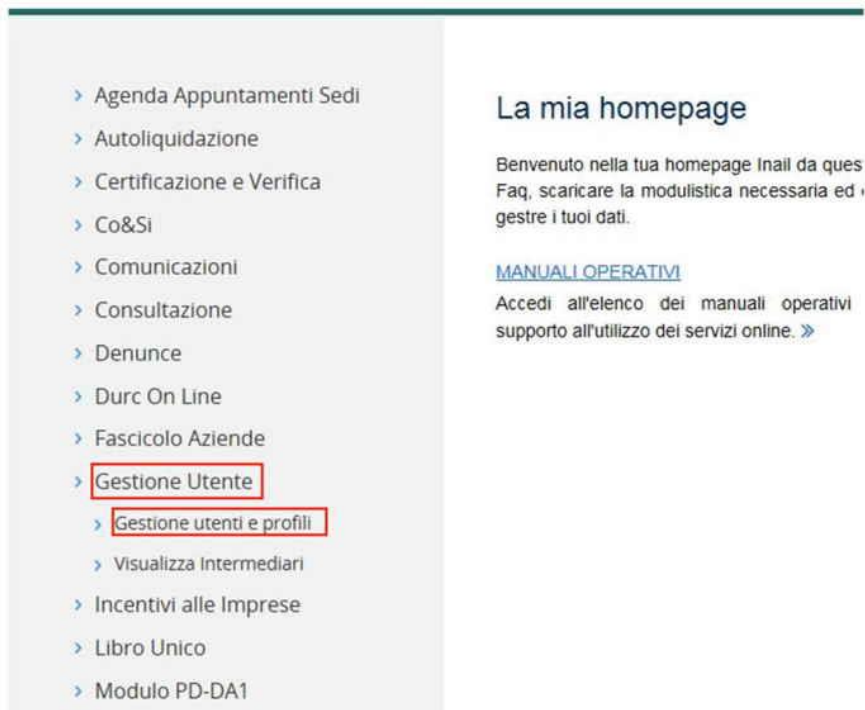 Agenda Appuntamenti Sedi
Autoliquidazione
Certificazione e Verifica
Co&Si
Comunicazioni
Consultazione
Denunce
Durc On Line
Fascicolo Aziende
Gestione Utente
Gestione utenti e profili
Visualizza Intermediari
Incentivi alle Imprese
Libro Unico
Modulo PD-DA1
La mia homepage
Benvenuto nella tua homepage Inail da ques
Faq, scaricare la modulistica necessaria ed
gestre i tuoi dati.
MANUALI OPERATIVI
Accedi all'elenco dei manuali operativi
supporto all'utilizzo dei servizi online. »